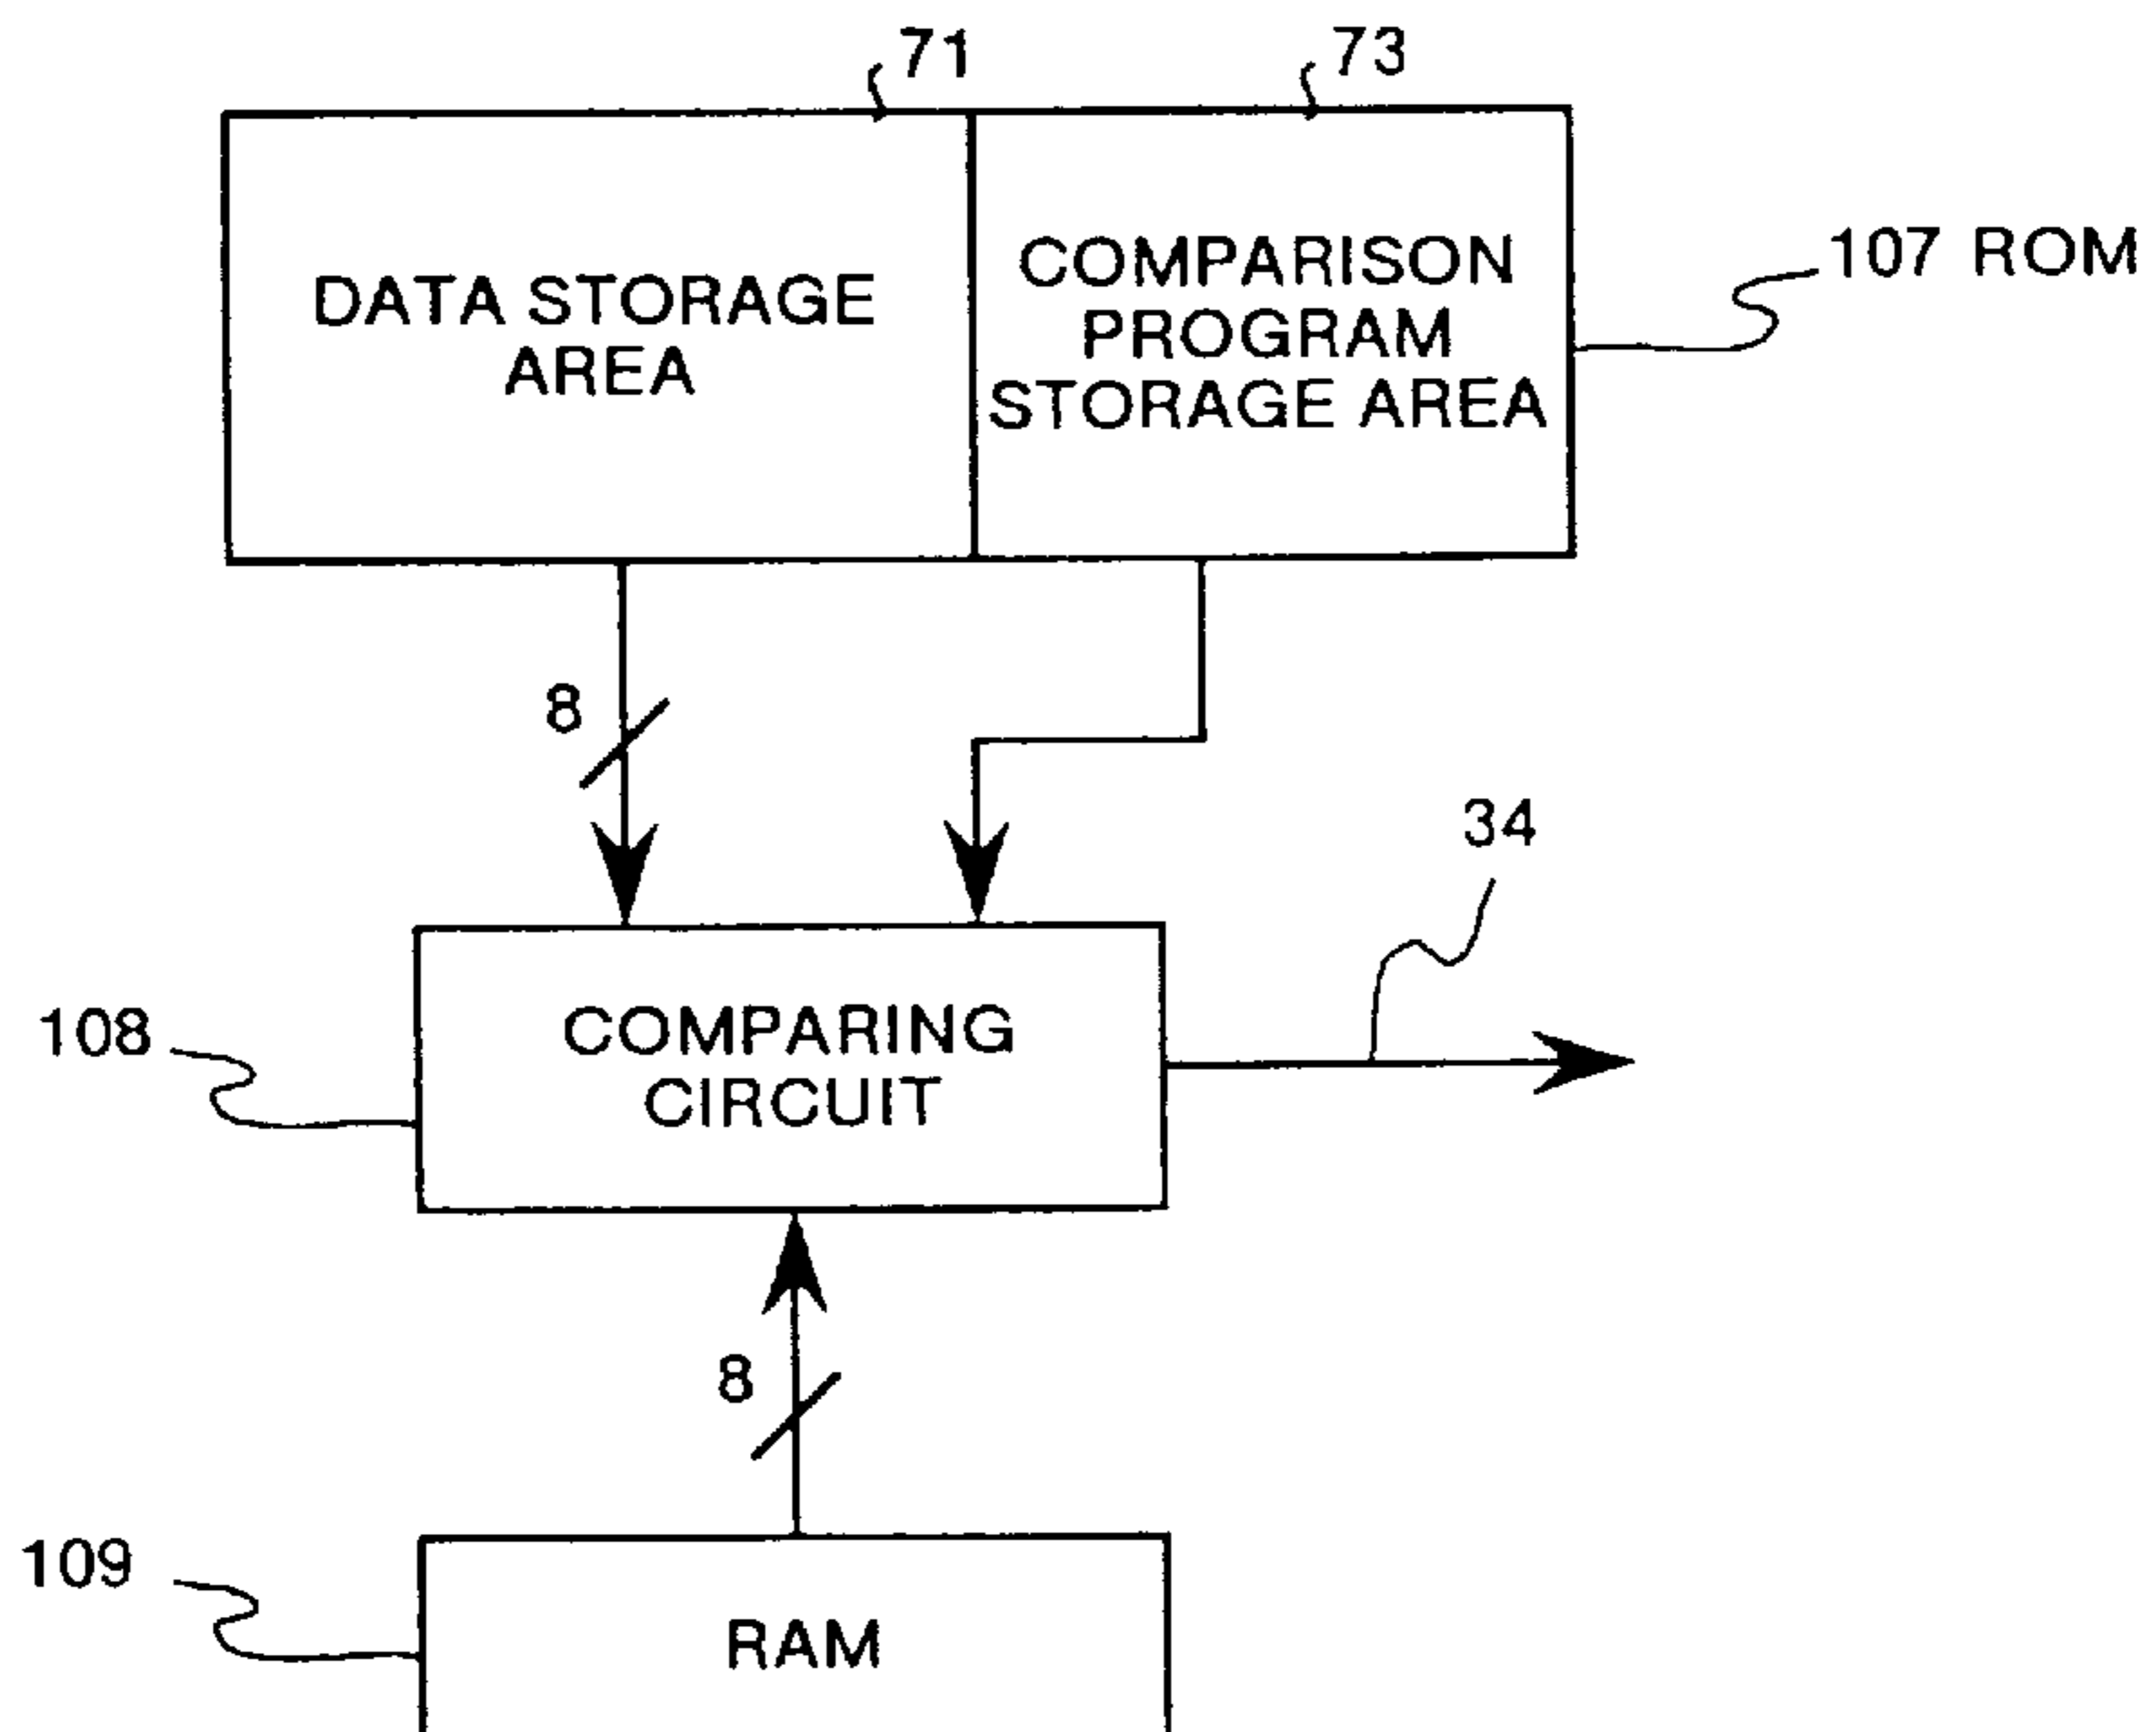 71
73
DATA STORAGE
AREA
COMPARISON
PROGRAM
STORAGE AREA
107 ROM
8
34
108
COMPARING
CIRCUIT
8
109
RAM